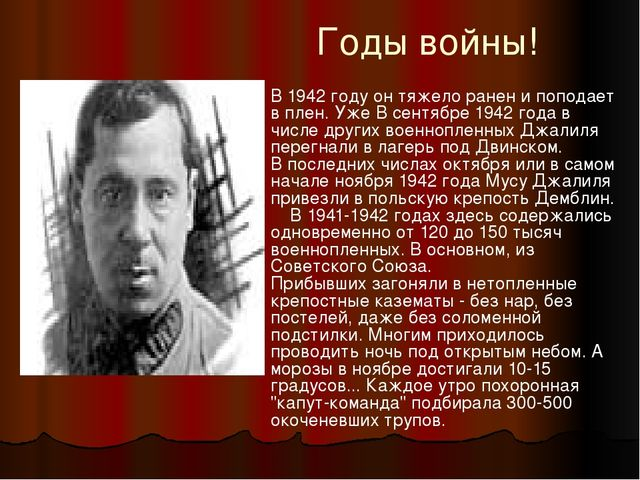 Годы войны!
В 1942 году он тяжело ранен и поподает
в плен. Уже В сентябре 1942 года в
числе других военнопленных Джалиля
перегнали в лагерь под Двинском.
В последних числах октября или в самом
начале ноября 1942 года Мусу Джалиля
привезли в польскую крепость Демблин.
В 1941-1942 годах здесь содержались
одновременно от 120 до 150 тысяч
военнопленных. В основном, из
Советского Союза.
Прибывших загоняли в нетопленные
крепостные казематы - без нар, без
постелей, даже без соломенной
подстилки. Многим приходилось
проводить ночь под открытым небом. А
морозы в ноябре достигали 10-15
градусов... Каждое утро похоронная
"капут-команда" подбирала 300-500
окоченевших трупов.